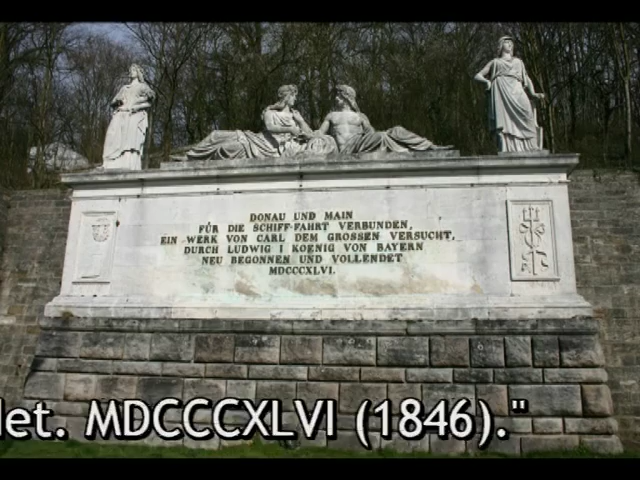 DONAU UND MAIN
FÜR DIE SCHIFF-FAHRT VERBUNDEN,
EIN WERK VON CARL DEM GROSSEN VERSUCHT,
DURCH LUDWIG I KOENIG VON BAYERN
NEU BEGONNEN UND VOLLENDET
MDCCCXLVI.
det. MDCCCXLVI (1846)."